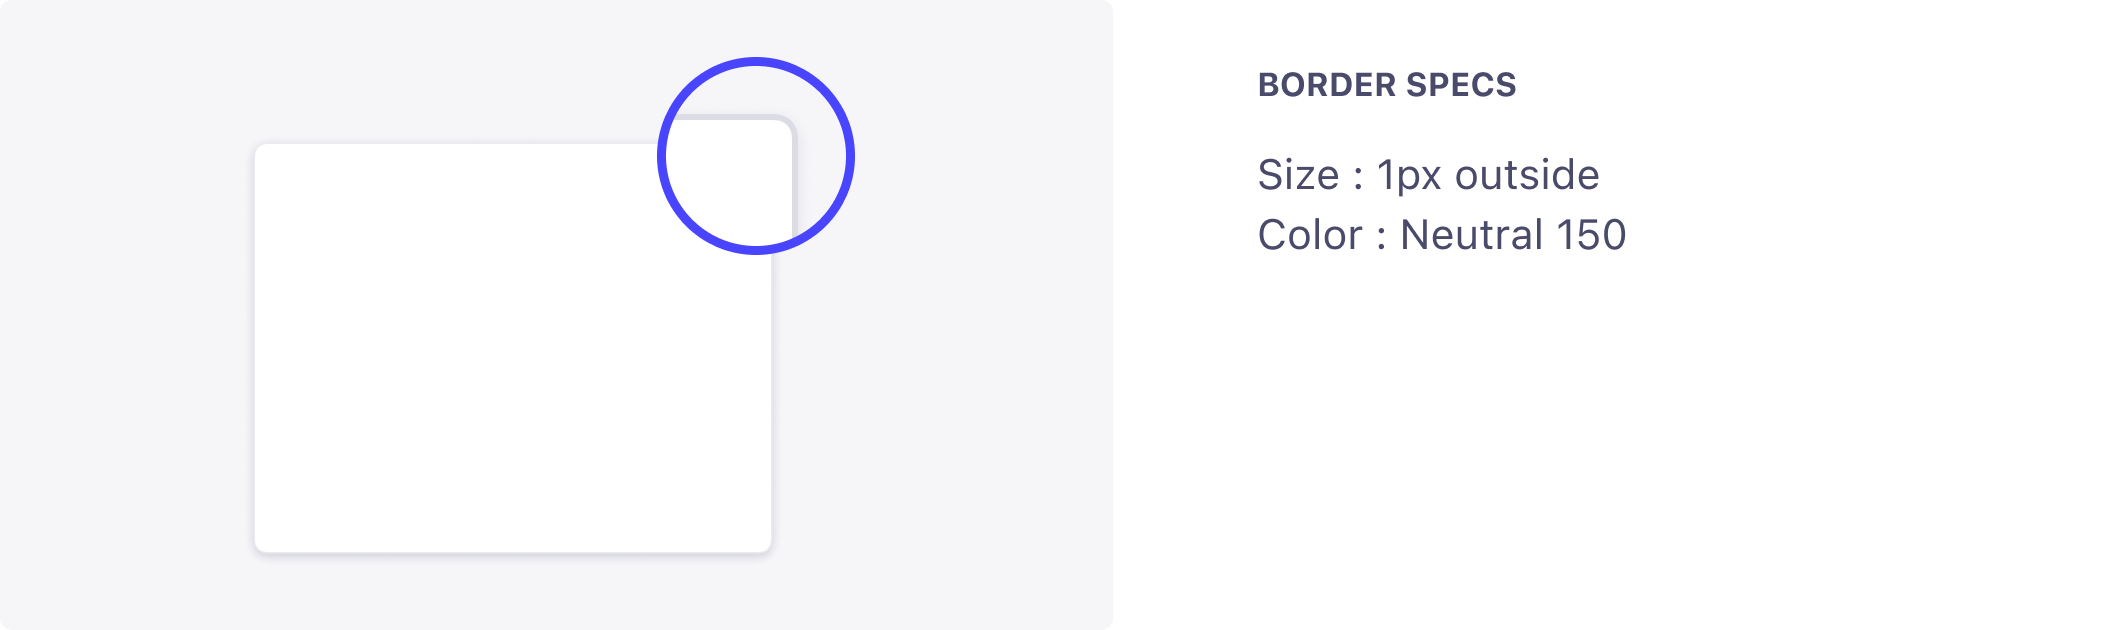 BORDER SPECS
Size : 1px outside
Color : Neutral 150